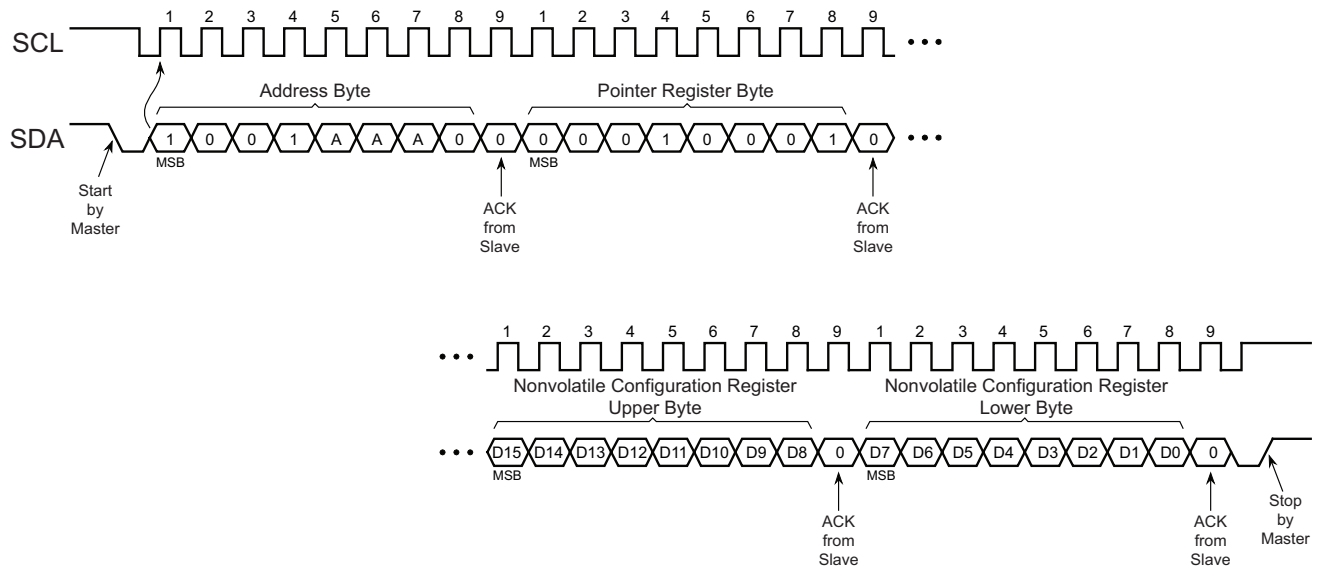 1 2 3 4 5 6 7 8 9 1 2 3 4 5 6 7 8 9
SCL
Address Byte
Pointer Register Byte
SDA
1 0 0 1 A A A 0 0 0 0 0 1 0 0 0 1 0
MSB
MSB
Start
by
Master
ACK
from
Slave
ACK
from
Slave
1 2 3 4 5 6 7 8 9 1 2 3 4 5 6 7 8 9
Nonvolatile Configuration Register
Upper Byte
Nonvolatile Configuration Register
Lower Byte
D15 D14 D13 D12 D11 D10 D9 D8 0 D7 D6 D5 D4 D3 D2 D1 D0 0
MSB
MSB
ACK
from
Slave
ACK
from
Slave
Stop
by
Master